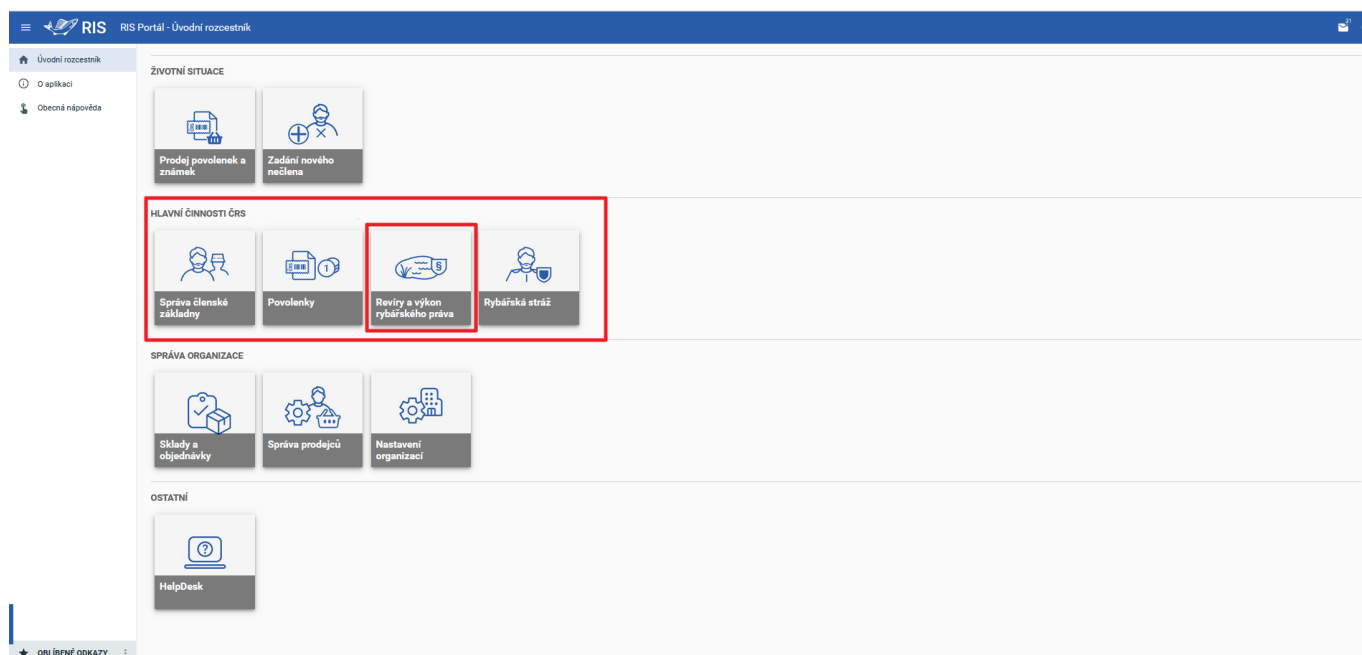 RIS RIS Portál - Úvodní rozcestník
21
Úvodní rozcestník
O aplikaci
Obecná nápověda
ŽIVOTNÍ SITUACE
Prodej povolenek a
známek
Zadání nového
nečlena
HLAVNÍ ČINNOSTI ČRS
Správa členské
základny
Povolenky
Revíry a výkon
rybářského práva
Rybářská stráž
SPRÁVA ORGANIZACE
Sklady a
objednávky
Správa prodejců
Nastavení
organizací
OSTATNÍ
HelpDesk
OBLÍBENÉ ODKAZY